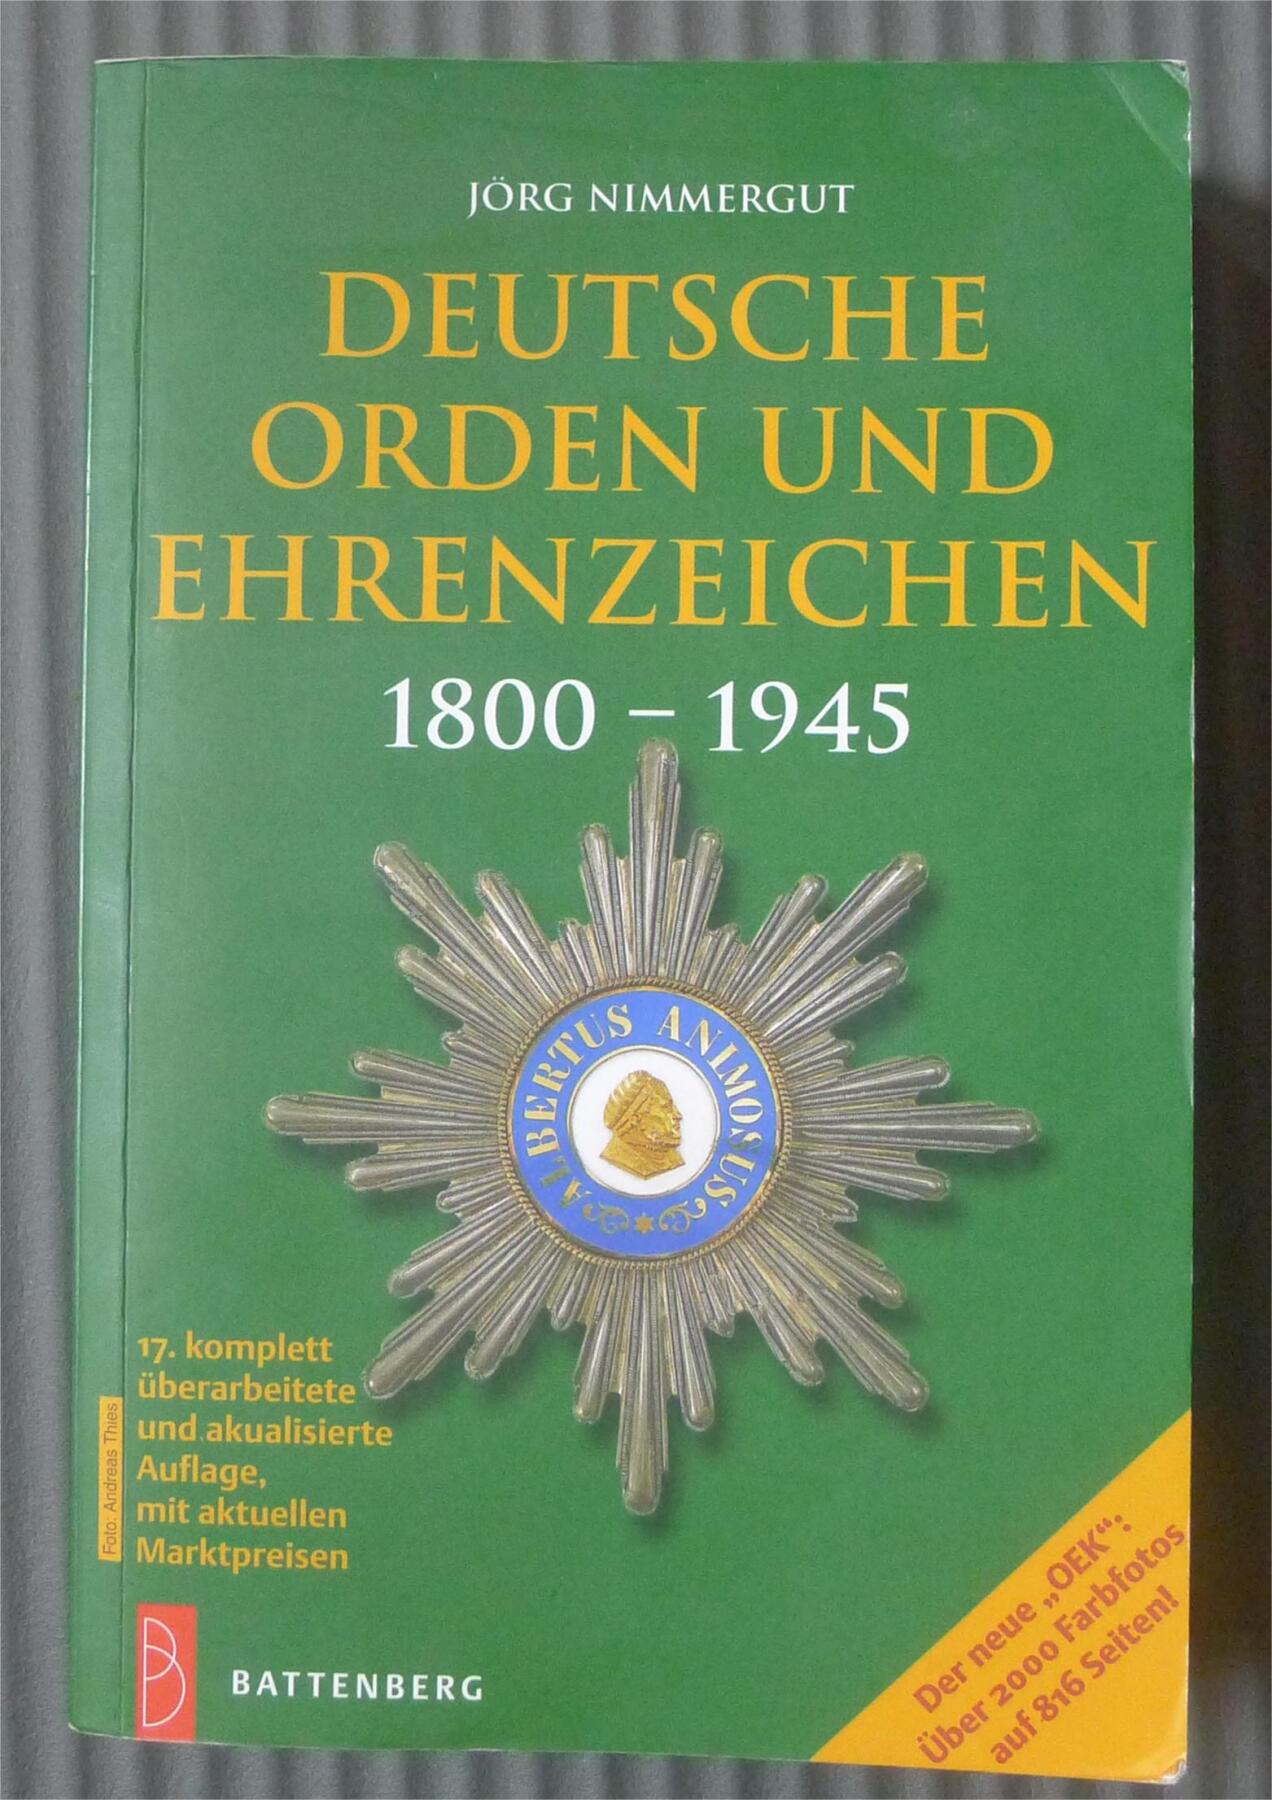 JÖRG NIMMERGUT
DEUTSCHE
ORDEN UND
EHRENZEICHEN
1800 – 1945
ALBERTUS ANIMOSUS
17. komplett
überarbeitete
und akualisierte
Auflage,
mit aktuellen
Marktpreisen
Foto: Andreas Thies
BATTENBERG
Der neue „OEK“:
Über 2000 Farbfotos
auf 816 Seiten!